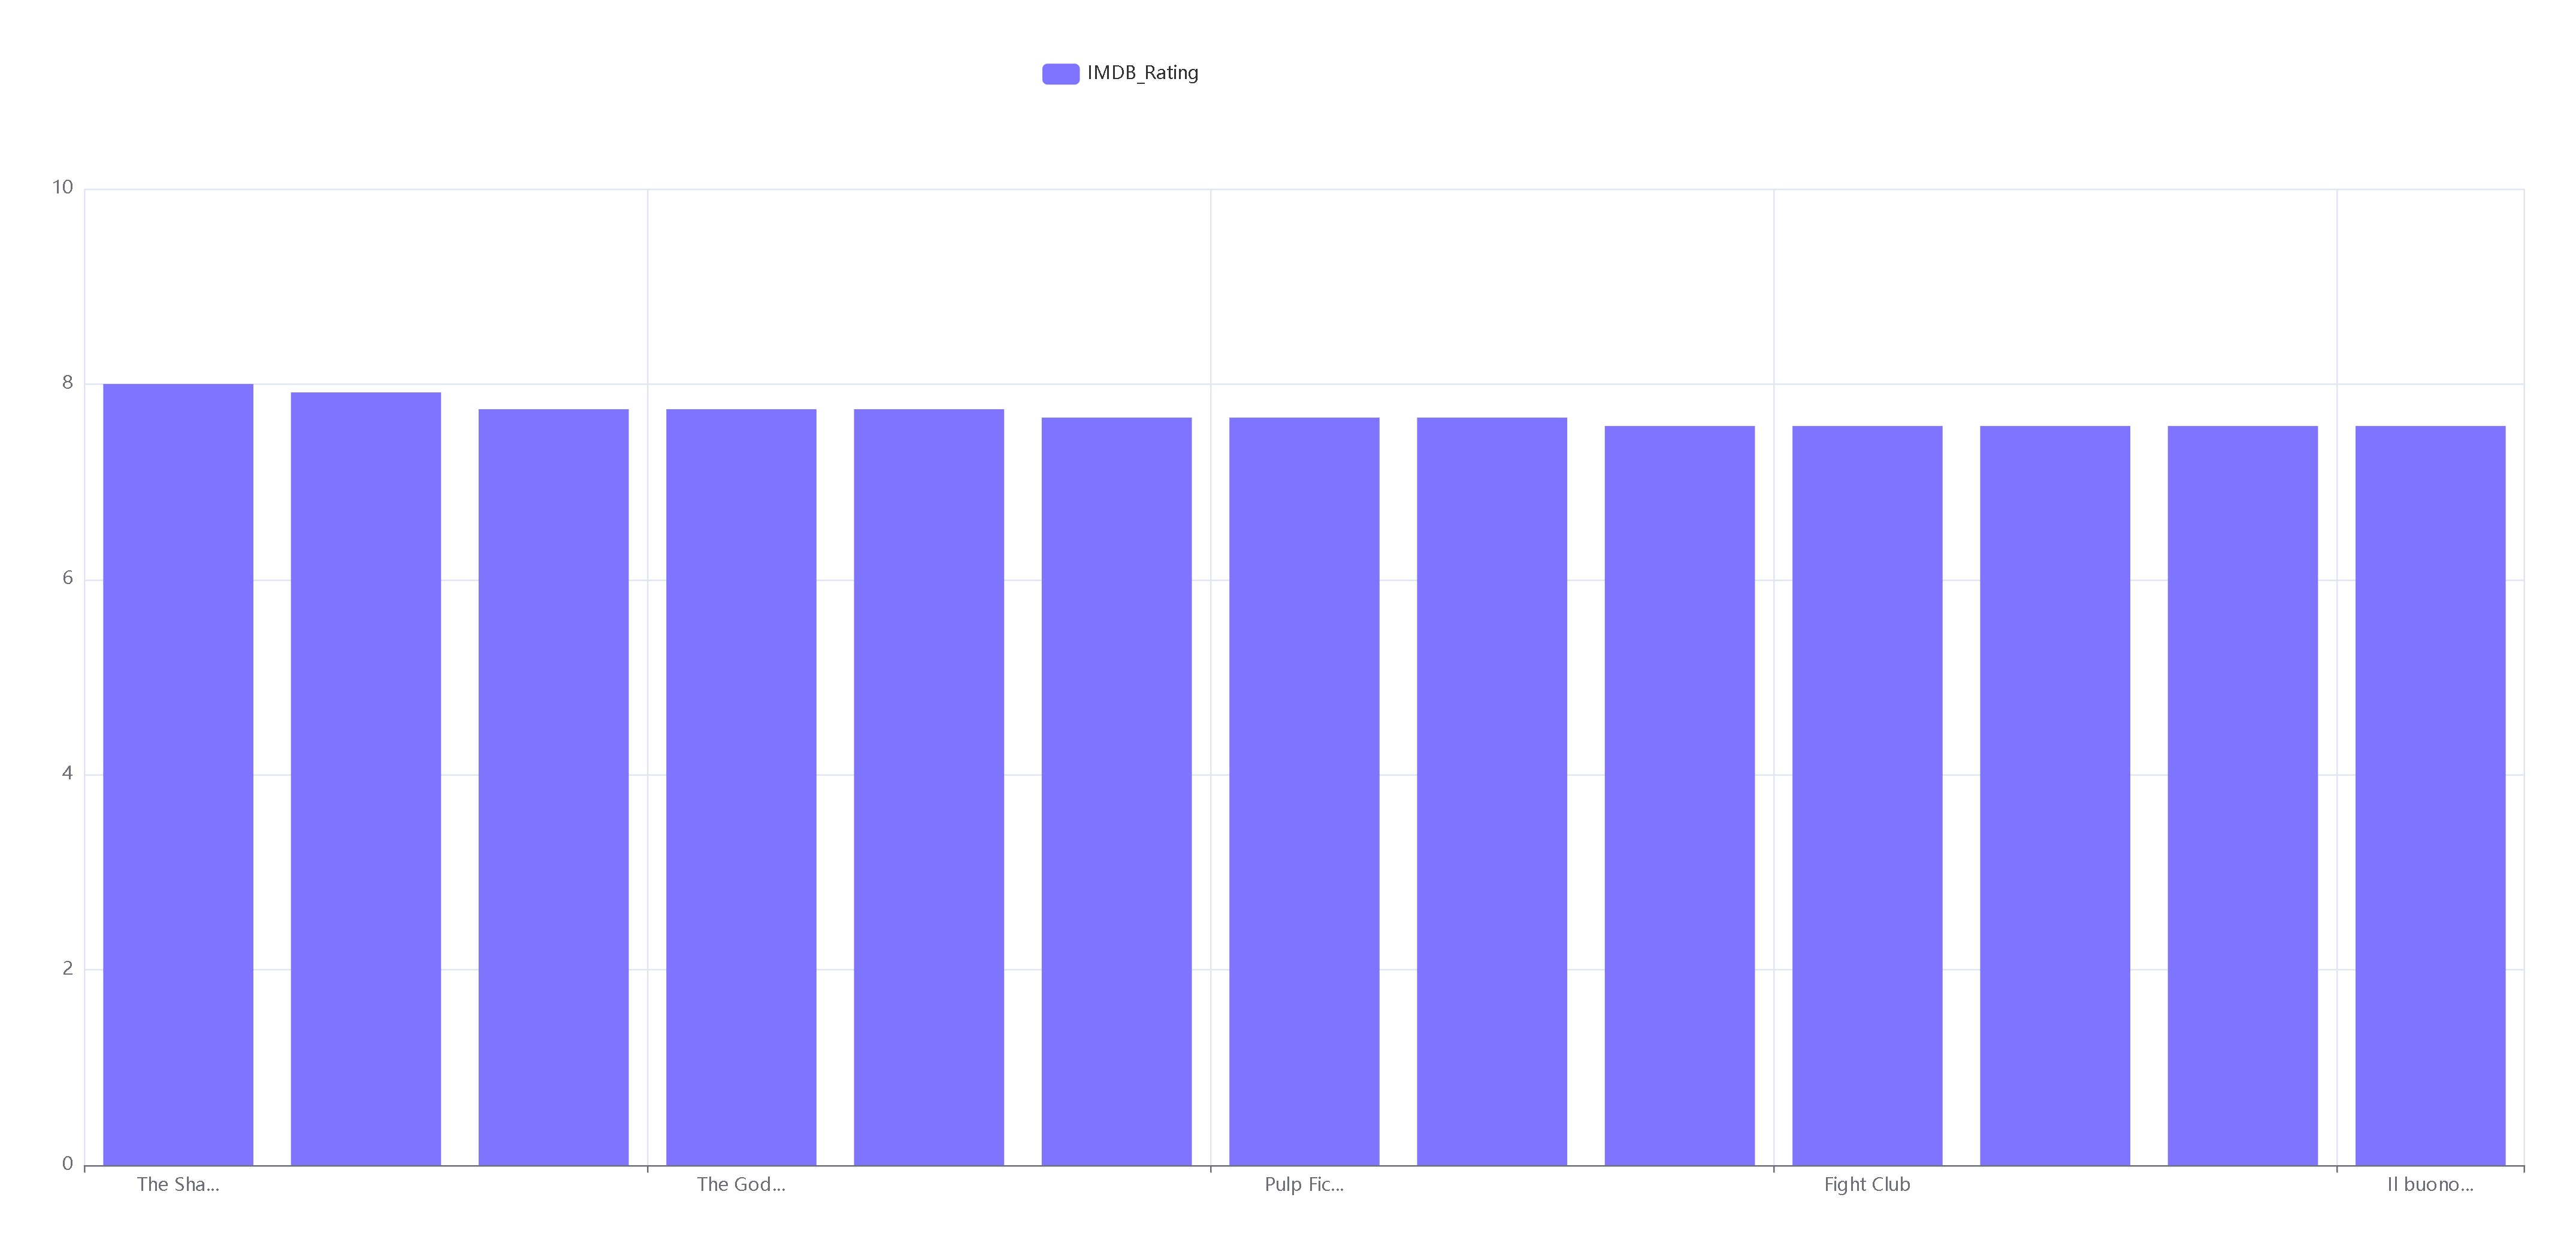 IMDB_Rating
10
8
6
4
2
0
The Sha...
The God...
Pulp Fic...
Fight Club
Il buono...